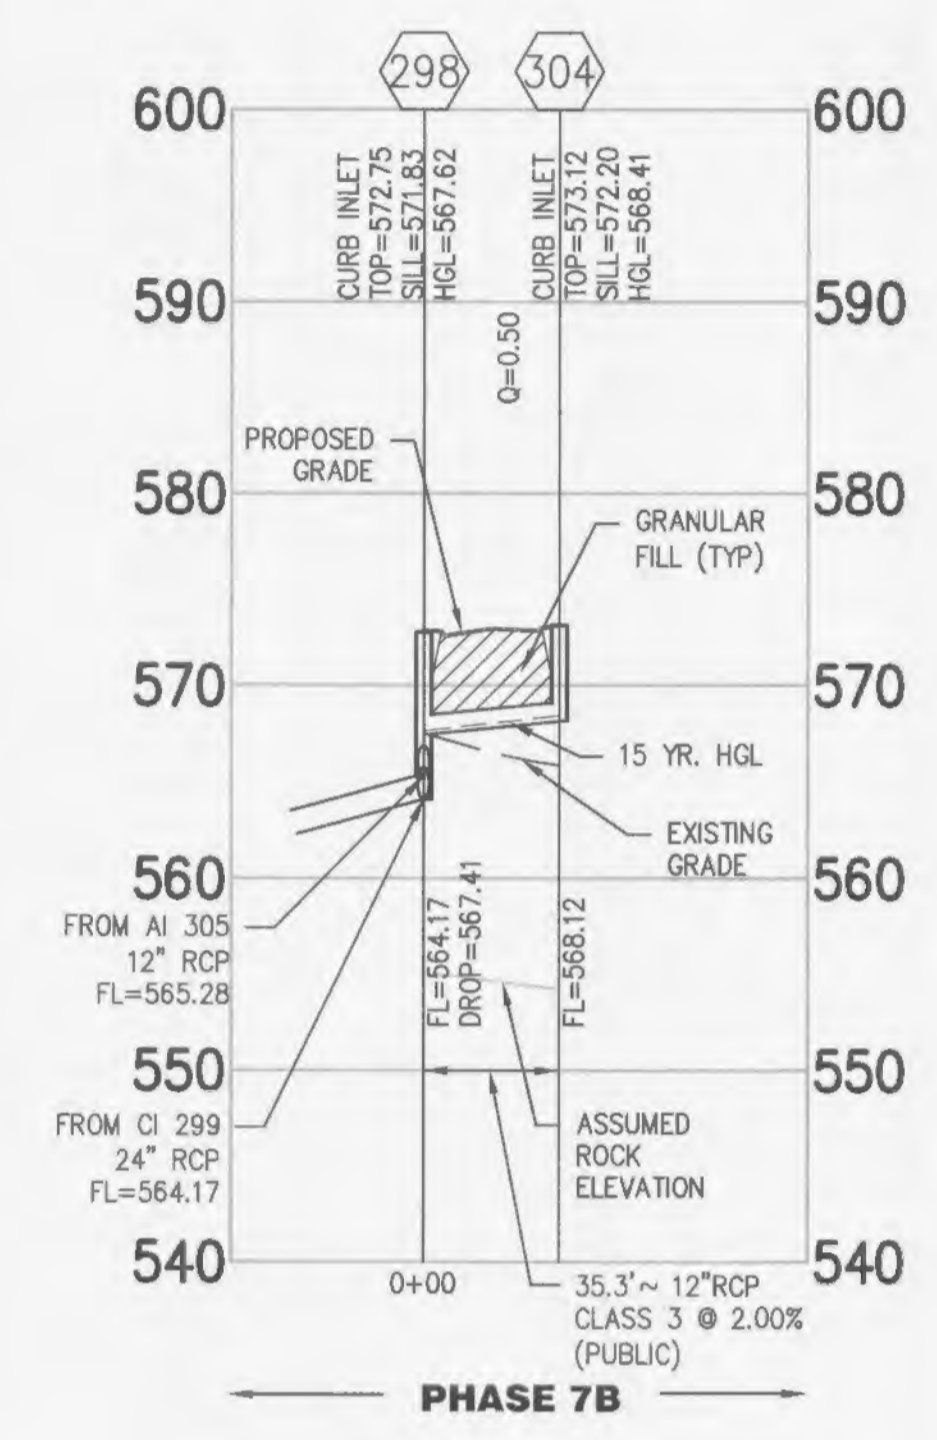 298
304
600
600
CURB INLET
TOP=572.75
SILL=571.83
HGL=567.62
CURB INLET
TOP=573.12
SILL=572.20
HGL=568.41
590
590
Q=0.50
PROPOSED
GRADE
580
580
GRANULAR
FILL (TYP)
570
570
15 YR. HGL
EXISTING
GRADE
560
560
FROM AI 305
12" RCP
FL=565.28
FL=564.17
DROP=567.41
FL=568.12
550
550
FROM CI 299
24" RCP
FL=564.17
ASSUMED
ROCK
ELEVATION
540
540
0+00
35.3'~ 12"RCP
CLASS 3 @ 2.00%
(PUBLIC)
PHASE 7B